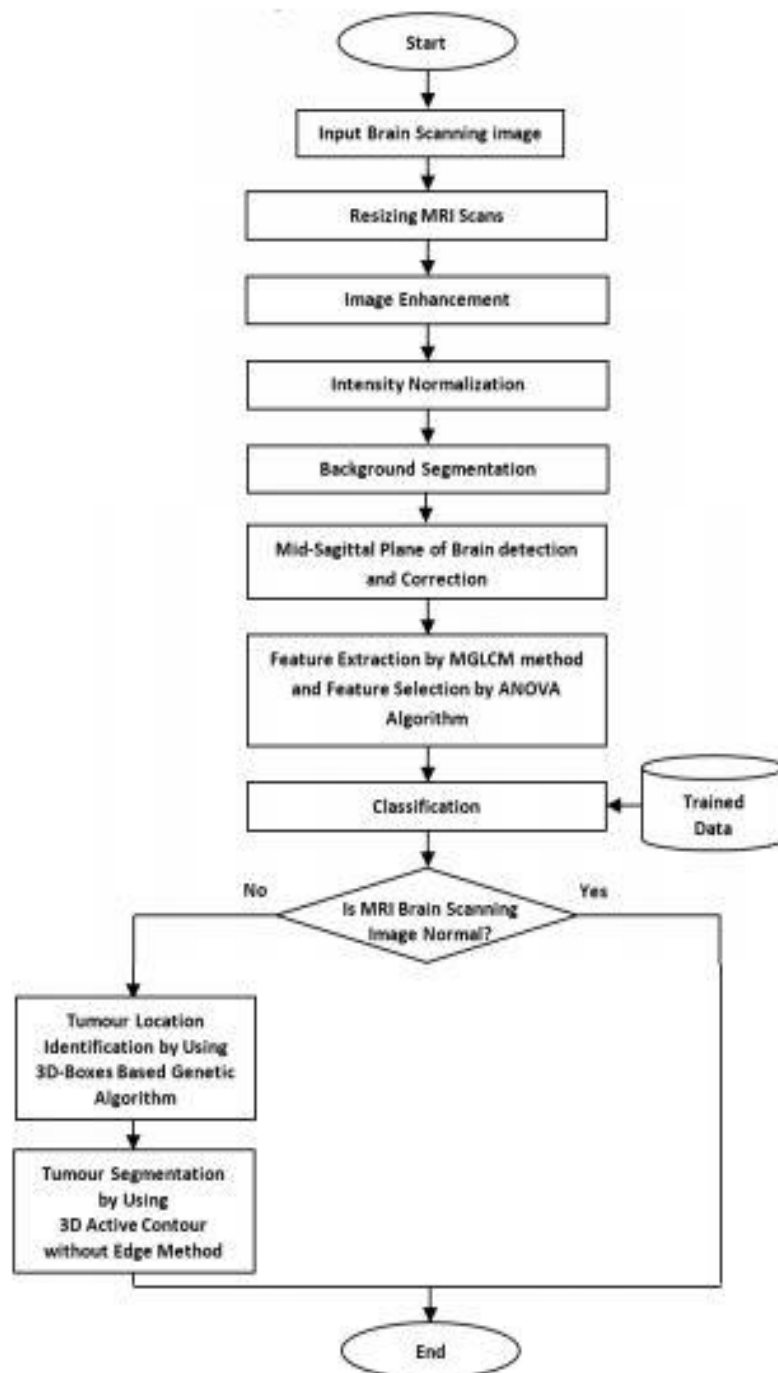 Start
Input Brain Scanning image
Resizing MRI Scans
Image Enhancement
Intensity Normalization
Background Segmentation
Mid-Sagittal Plane of Brain detection
and Correction
Feature Extraction by MGLCM method
and Feature Selection by ANOVA
Algorithm
Classification
Trained
Data
No
Yes
Is MRI Brain Scanning
Image Normal?
Tumour Location
Identification by Using
3D-Boxes Based Genetic
Algorithm
Tumour Segmentation
by Using
3D Active Contour
without Edge Method
End